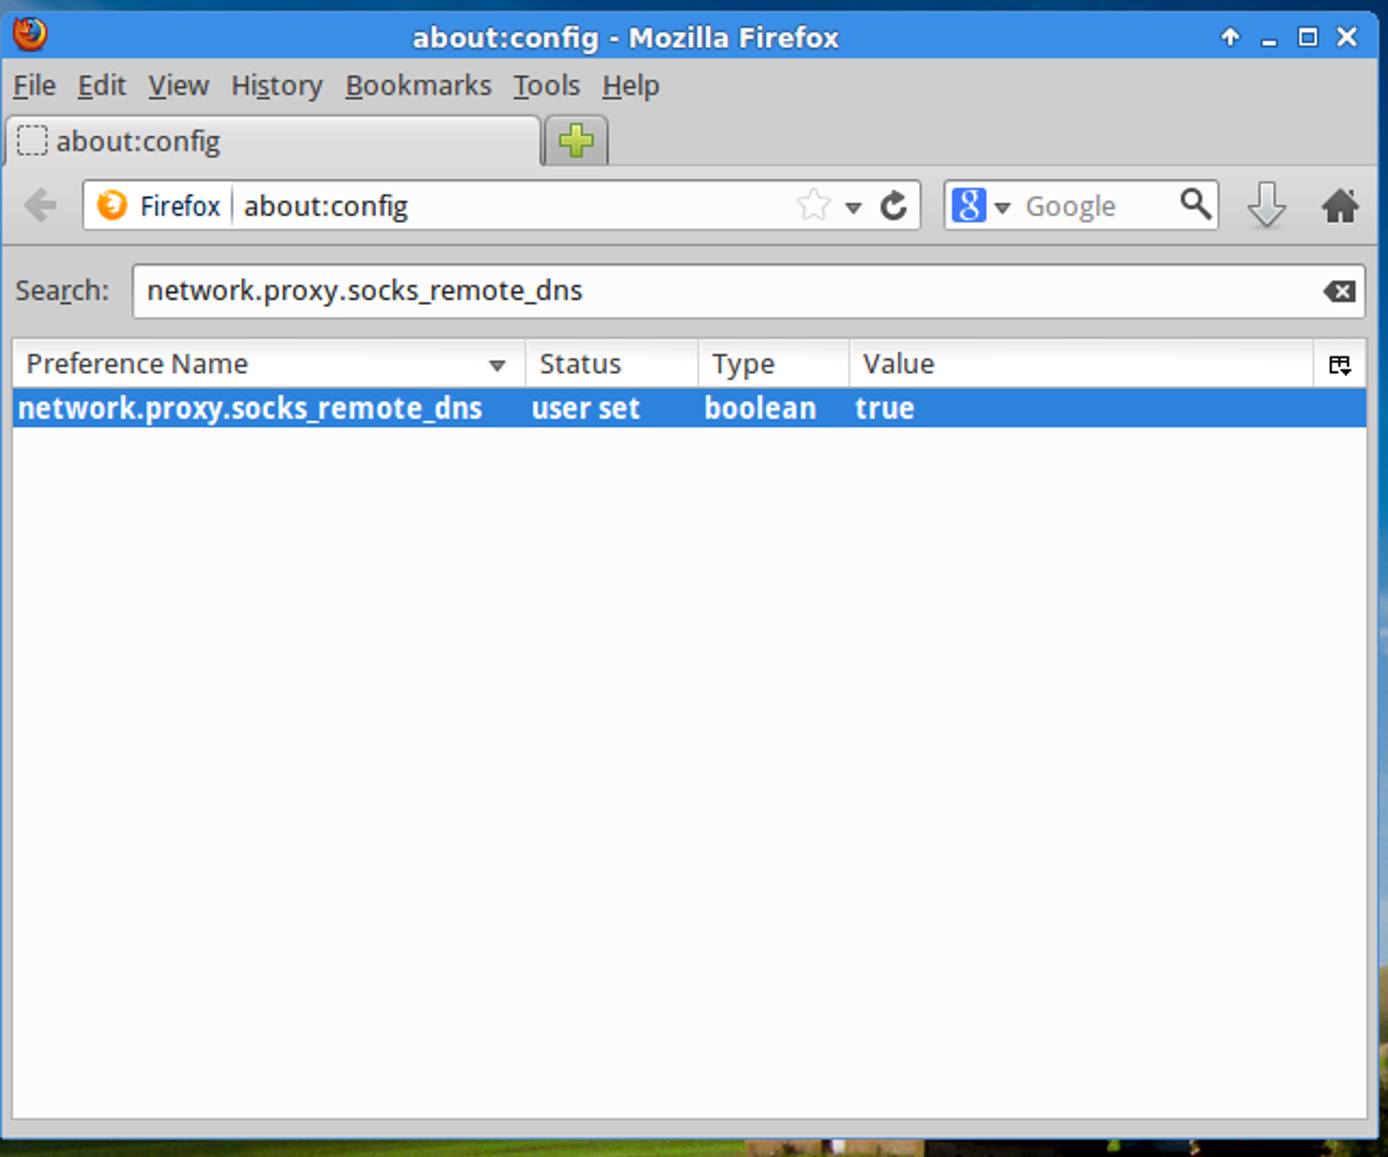 about:config - Mozilla Firefox
File Edit View History Bookmarks Tools Help
about:config
Firefox about:config Google
Search: network.proxy.socks_remote_dns
Preference Name Status Type Value
network.proxy.socks_remote_dns user set boolean true